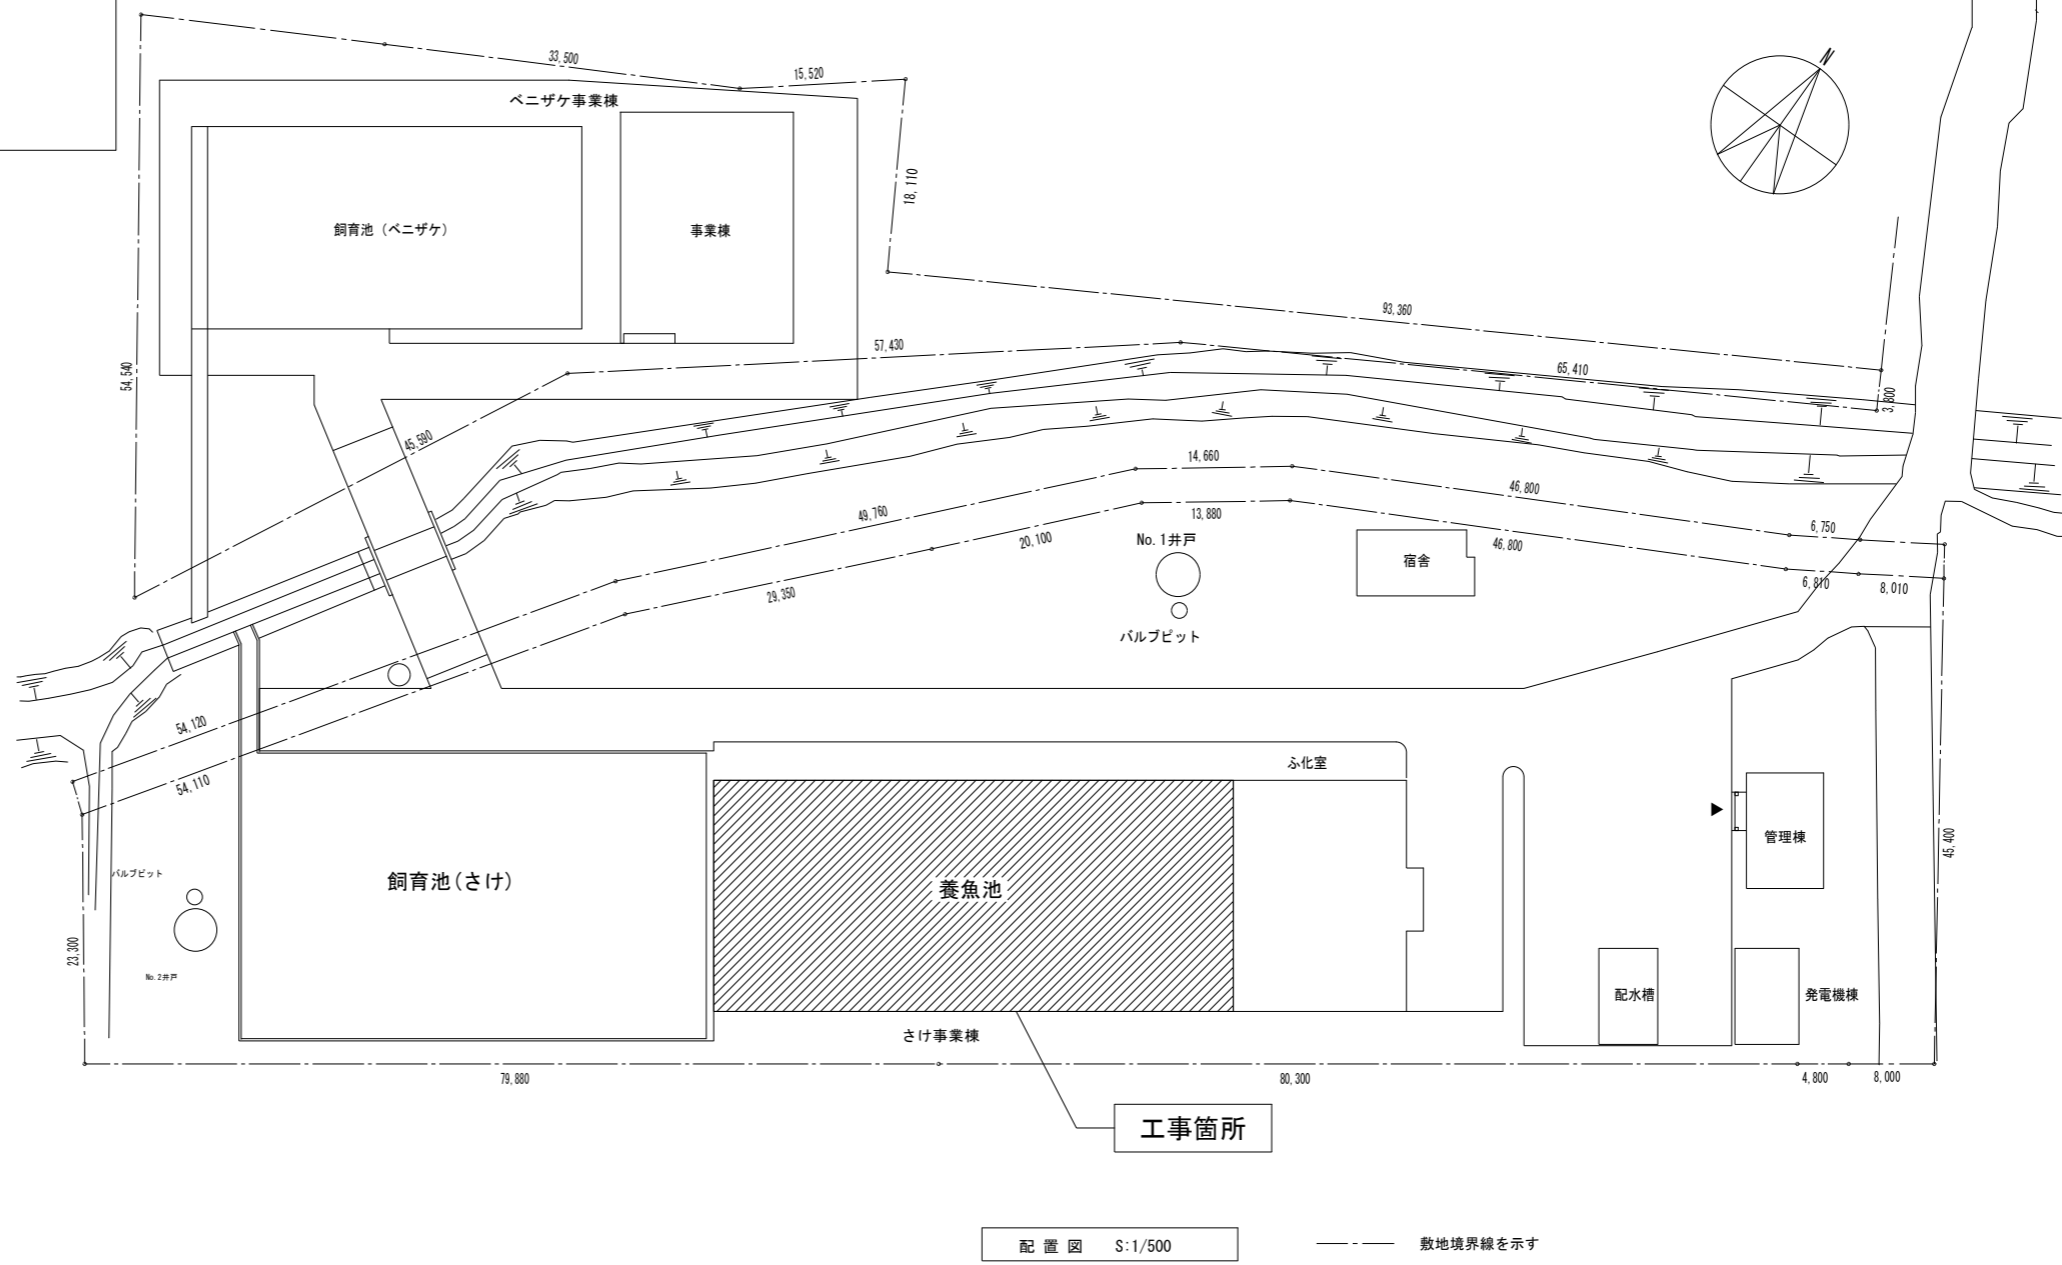 N
33,500
15,520
ベニザケ事業棟
18,110
飼育池（ベニザケ）
事業棟
93,360
57,430
54,540
65,410
3,800
45,590
14,660
46,800
49,760
13,880
6,750
20,100
No.1井戸
46,800
宿舎
6,810
8,010
29,350
バルブピット
54,120
54,110
ふ化室
管理棟
45,400
バルブピット
飼育池(さけ)
養魚池
23,300
No.2井戸
配水槽
発電機棟
さけ事業棟
79,880
80,300
4,800
8,000
工事箇所
配 置 図 S:1/500
敷地境界線を示す